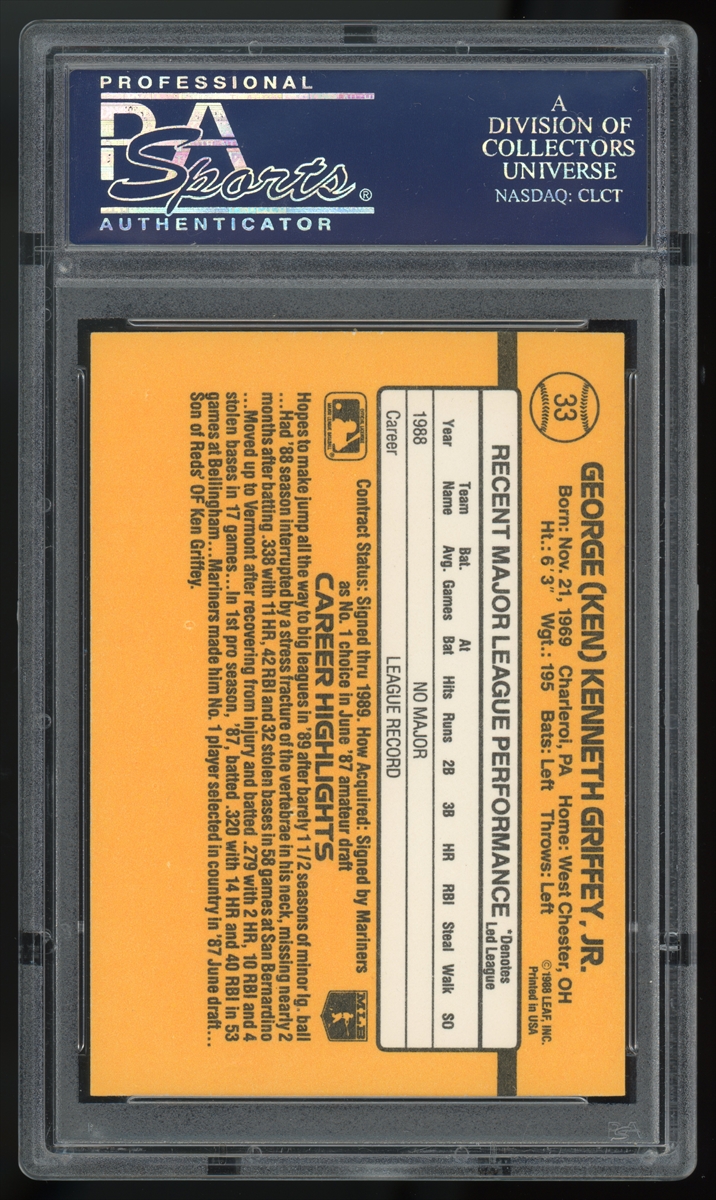 PROFESSIONAL
PSA
Sports®
AUTHENTICATOR
A
DIVISION OF
COLLECTORS
UNIVERSE
NASDAQ: CLCT
33
GEORGE (KEN) KENNETH GRIFFEY, JR.
Born: Nov. 21, 1969 Charleroi, PA Home: West Chester, OH
Ht.: 6'3" Wgt.: 195 Bats: Left Throws: Left
© 1988 LEAF, INC.
Printed in USA
RECENT MAJOR LEAGUE PERFORMANCE
*Denotes
Led League
Year Team Name Bat. Avg. Games At Bat Hits Runs 2B 3B HR RBI Steal Walk SO
1988 NO MAJOR
Career LEAGUE RECORD
Contract Status: Signed thru 1989. How Acquired: Signed by Mariners
as No. 1 choice in June '87 amateur draft
CAREER HIGHLIGHTS
MLB
Hopes to make jump all the way to big leagues in '89 after barely 1 1/2 seasons of minor lg. ball
...Had '88 season interrupted by a stress fracture of the vertebrae in his neck, missing nearly 2
months after batting .338 with 11 HR, 42 RBI and 32 stolen bases in 58 games at San Bernardino
...Moved up to Vermont after recovering from injury and batted .279 with 2 HR, 10 RBI and 4
stolen bases in 17 games...In 1st pro season, '87, batted .320 with 14 HR and 40 RBI in 53
games at Bellingham...Mariners made him No. 1 player selected in country in '87 June draft...
Son of Reds' OF Ken Griffey.
PSA